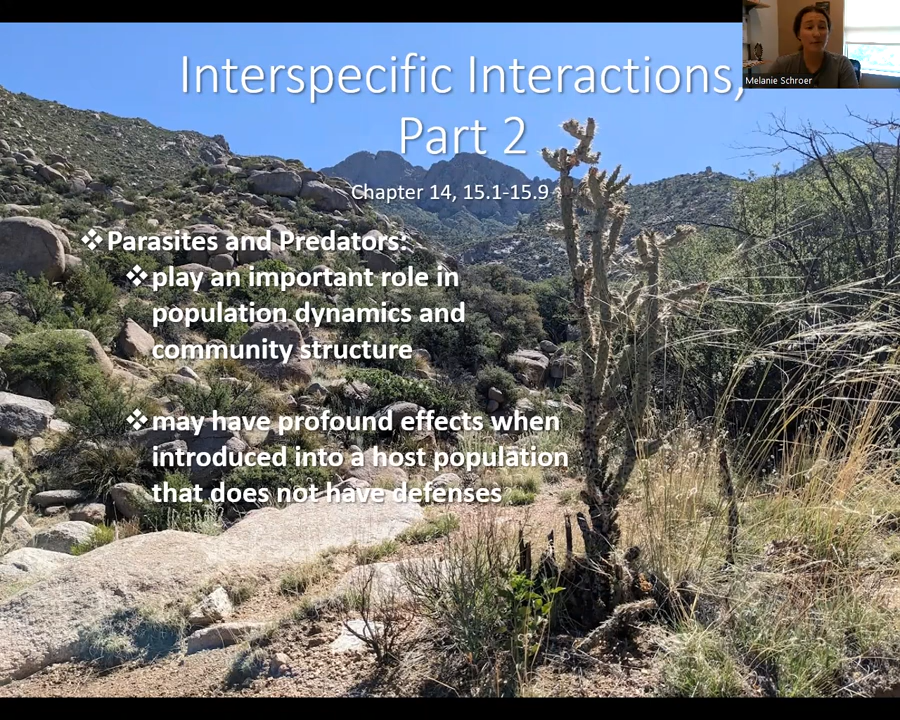 Interspecific Interactions,
Part 2
Melanie Schroer
Chapter 14, 15.1-15.9
❖Parasites and Predators:
❖play an important role in
population dynamics and
community structure
❖may have profound effects when
introduced into a host population
that does not have defenses